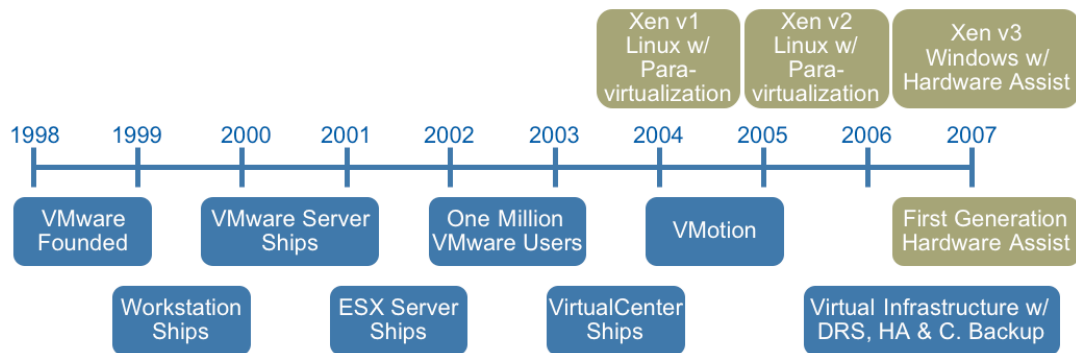 Xen v1
Linux w/
Para-
virtualization
Xen v2
Linux w/
Para-
virtualization
Xen v3
Windows w/
Hardware Assist
1998 1999 2000 2001 2002 2003 2004 2005 2006 2007
VMware
Founded
VMware Server
Ships
One Million
VMware Users
VMotion
First Generation
Hardware Assist
Workstation
Ships
ESX Server
Ships
VirtualCenter
Ships
Virtual Infrastructure w/
DRS, HA & C. Backup